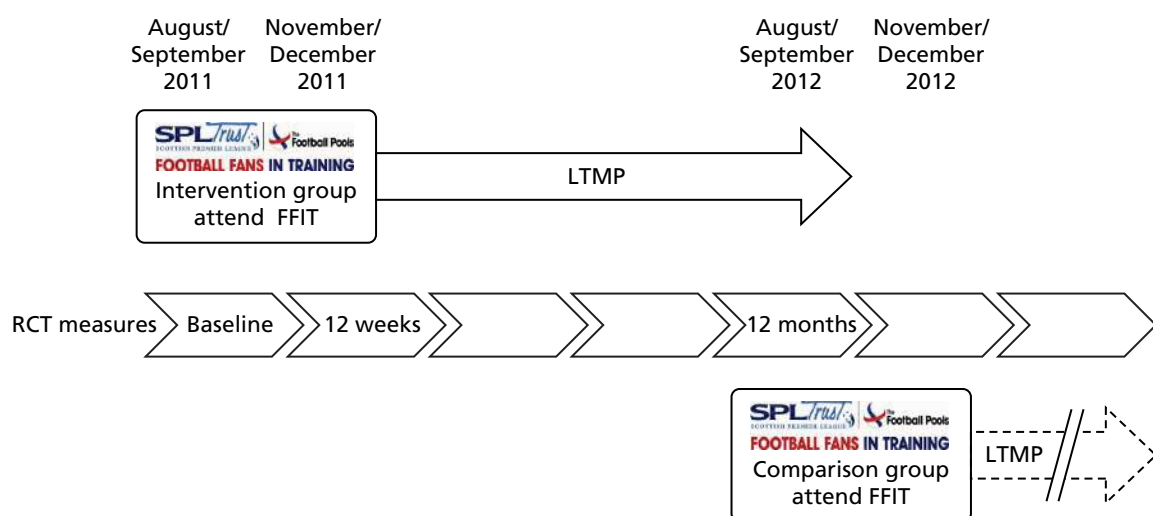 August/
September
2011
November/
December
2011
August/
September
2012
November/
December
2012
SPL Trust
SCOTTISH PREMIER LEAGUE
The
Football Pools
FOOTBALL FANS IN TRAINING
Intervention group
attend FFIT
LTMP
RCT measures
Baseline
12 weeks
12 months
SPL Trust
SCOTTISH PREMIER LEAGUE
The
Football Pools
FOOTBALL FANS IN TRAINING
Comparison group
attend FFIT
LTMP